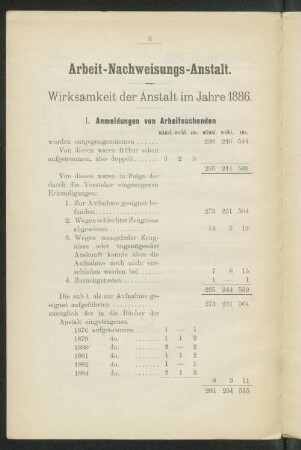 6
Arbeit-Nachweisungs-Anstalt.
Wirksamkeit der Anstalt im Jahre 1886.
I. Anmeldungen von Arbeitsuchenden
männl. weibl. zus. männl. weibl. zus.
wurden entgegengenommen 298 246 544
Von diesen waren früher schon
aufgenommen, also doppelt 3 2 5
295 244 539
Von diesen waren in Folge der
durch die Vorsteher eingezogenen
Erkundigungen:
1. Zur Aufnahme geeignet be-
funden 273 231 504
2. Wegen schlechter Zeugnisse
abgewiesen 14 5 19
3. Wegen mangelnder Zeug-
nisse oder ungenügender
Auskunft konnte über die
Aufnahme noch nicht ent-
schieden werden bei 7 8 15
4. Zurückgetreten 1 — 1
295 244 539
Die sub 1. als zur Aufnahme ge-
eignet aufgeführten 273 231 504
zuzüglich der in die Bücher der
Anstalt eingetragenen
1876 aufgenommen 1 — 1
1879 do. 1 1 2
1880 do. 2 — 2
1881 do. 1 1 2
1882 do. 1 — 1
1884 do. 2 1 3
8 3 11
281 234 515